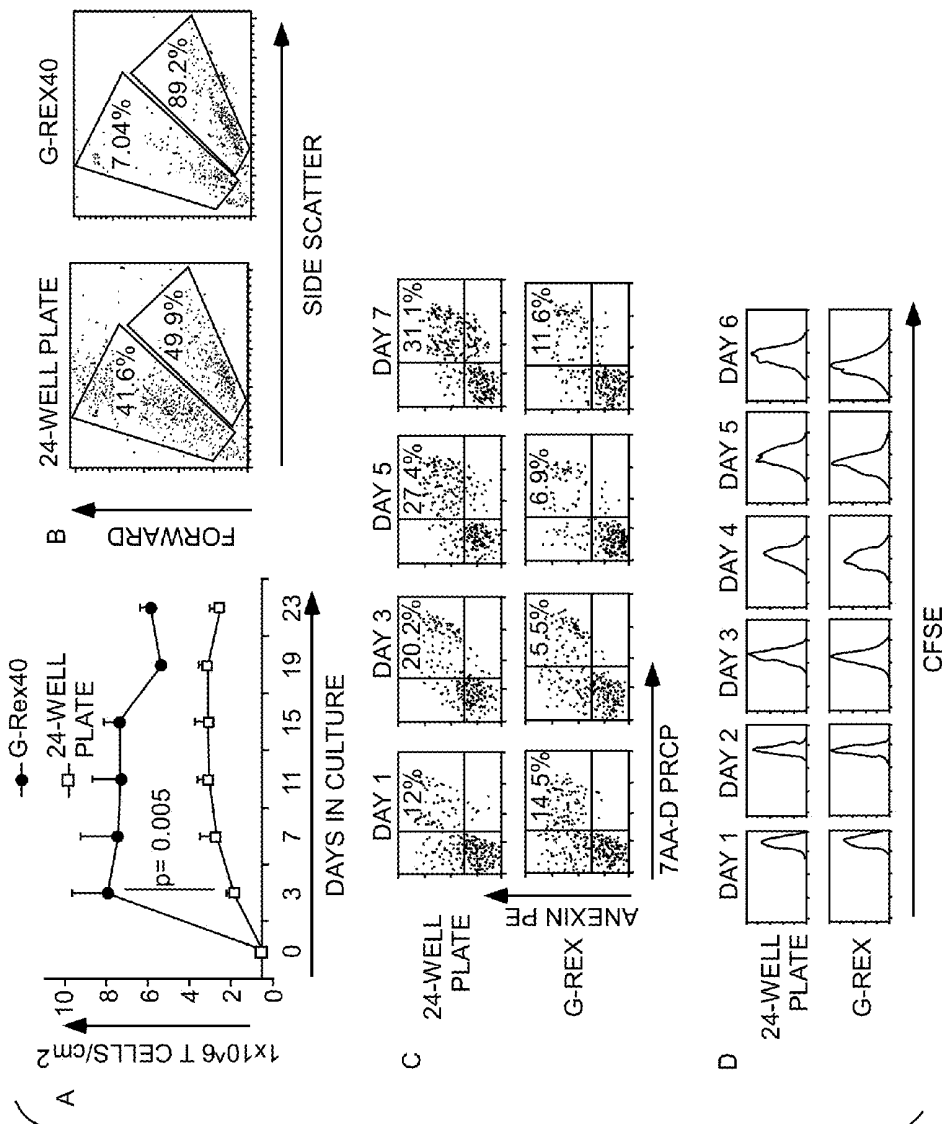 A
1x10^6 T CELLS/cm2
10
8
6
4
2
0
G-Rex40
24-WELL
PLATE
p= 0.005
0 3 7 11 15 19 23
DAYS IN CULTURE
B
24-WELL PLATE G-REX40
FORWARD
41.6%
49.9%
7.04%
89.2%
SIDE SCATTER
C
DAY 1 DAY 3 DAY 5 DAY 7
24-WELL
PLATE
12% 20.2% 27.4% 31.1%
G-REX
14.5% 5.5% 6.9% 11.6%
ANEXIN PE
7AA-D PRCP
D
DAY 1 DAY 2 DAY 3 DAY 4 DAY 5 DAY 6
24-WELL
PLATE
G-REX
CFSE